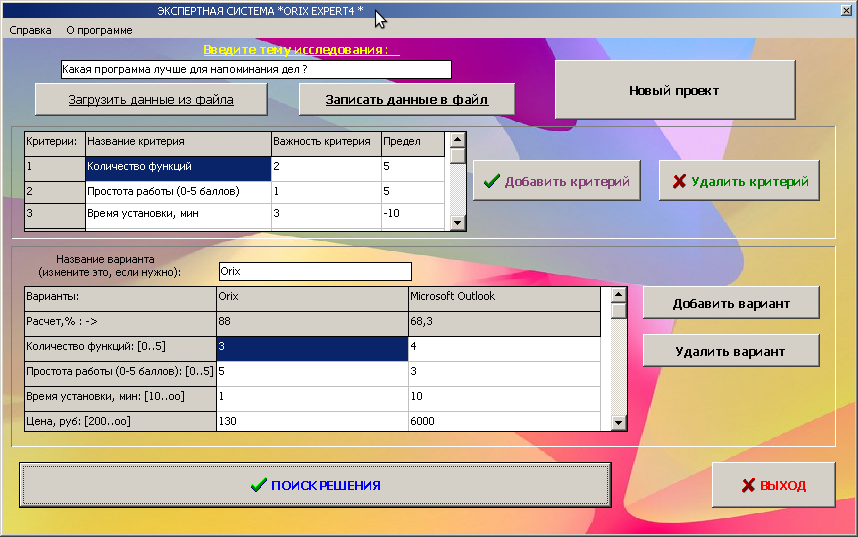 ЭКСПЕРТНАЯ СИСТЕМА *ORIX EXPERT4 *
Справка О программе
Введите тему исследования :
Какая программа лучше для напоминания дел ?
Загрузить данные из файла Записать данные в файл Новый проект
Критерии: Название критерия Важность критерия Предел
1 Количество функций 2 5
2 Простота работы (0-5 баллов) 1 5
3 Время установки, мин 3 -10
Добавить критерий Удалить критерий
Название варианта
(измените это, если нужно): Orix
Варианты: Orix Microsoft Outlook
Расчет,% : -> 88 68,3
Количество функций: [0..5] 3 4
Простота работы (0-5 баллов): [0..5] 5 3
Время установки, мин: [10..oo] 1 10
Цена, руб: [200..oo] 130 6000
Добавить вариант
Удалить вариант
ПОИСК РЕШЕНИЯ ВЫХОД